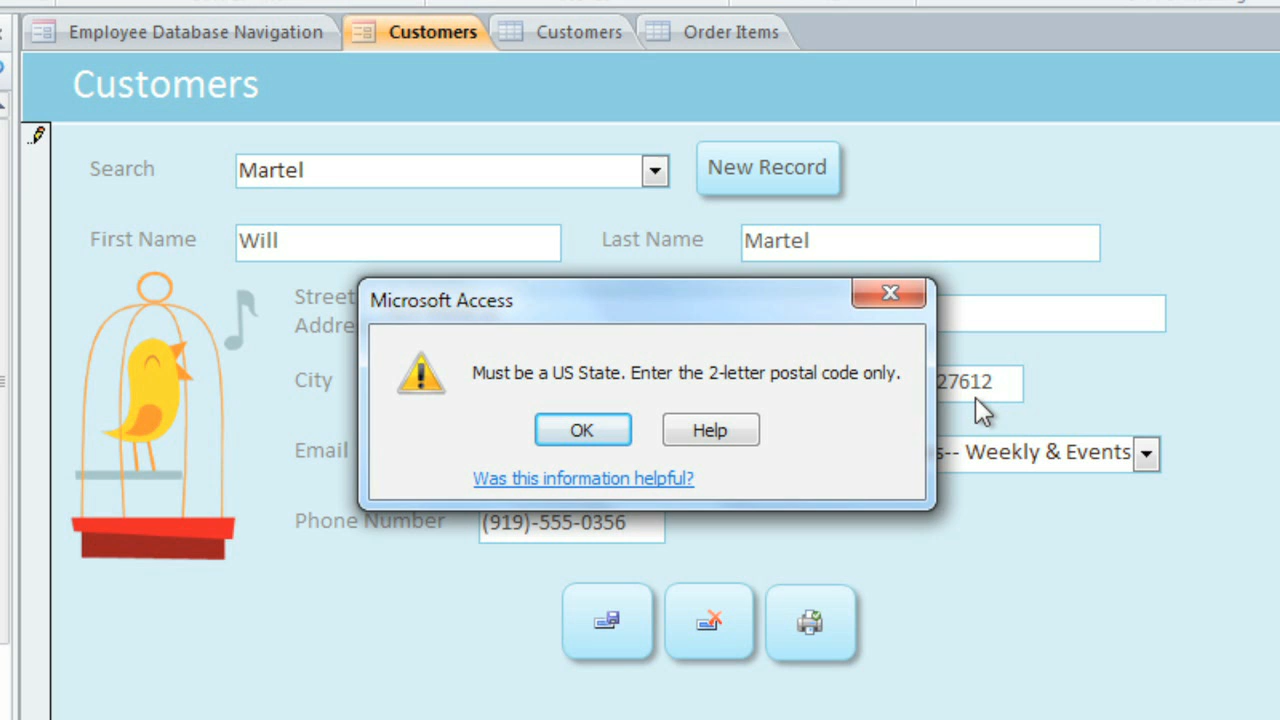 Employee Database Navigation Customers Customers Order Items
Customers
Search Martel New Record
First Name Will Last Name Martel
Street
Addre
Microsoft Access
Must be a US State. Enter the 2-letter postal code only.
OK Help
Was this information helpful?
City 27612
Email s-- Weekly & Events
Phone Number (919)-555-0356